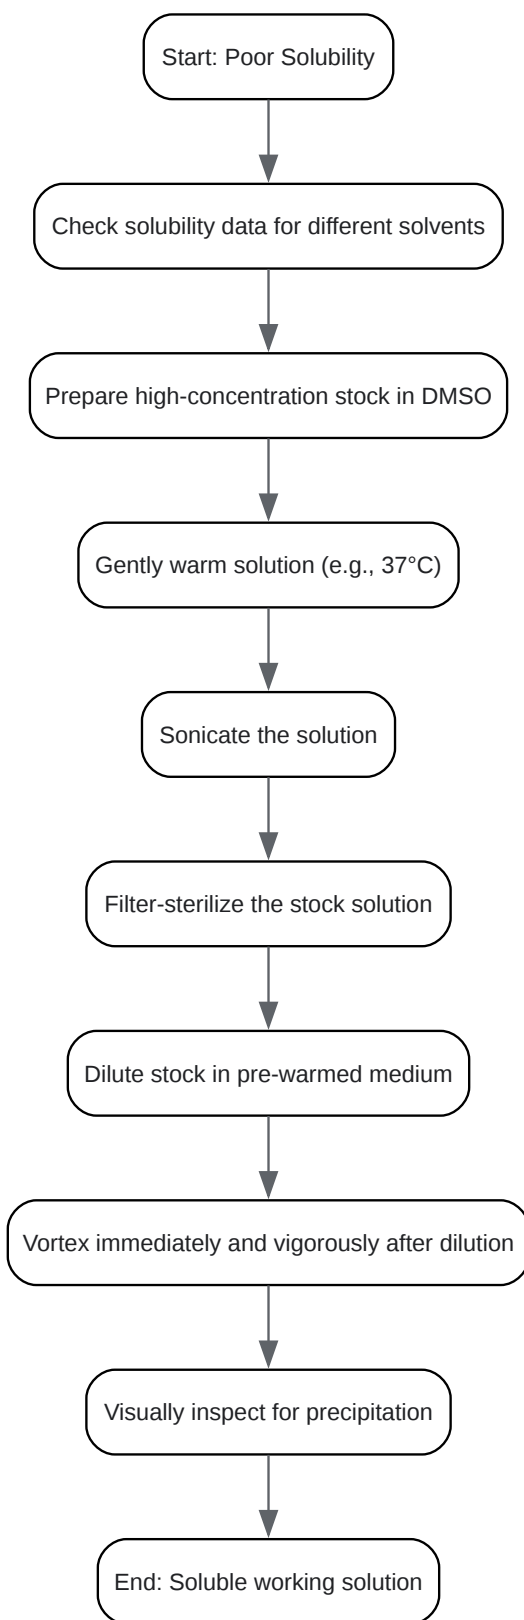 Start: Poor Solubility
Check solubility data for different solvents
Prepare high-concentration stock in DMSO
Gently warm solution (e.g., 37°C)
Sonicate the solution
Filter-sterilize the stock solution
Dilute stock in pre-warmed medium
Vortex immediately and vigorously after dilution
Visually inspect for precipitation
End: Soluble working solution